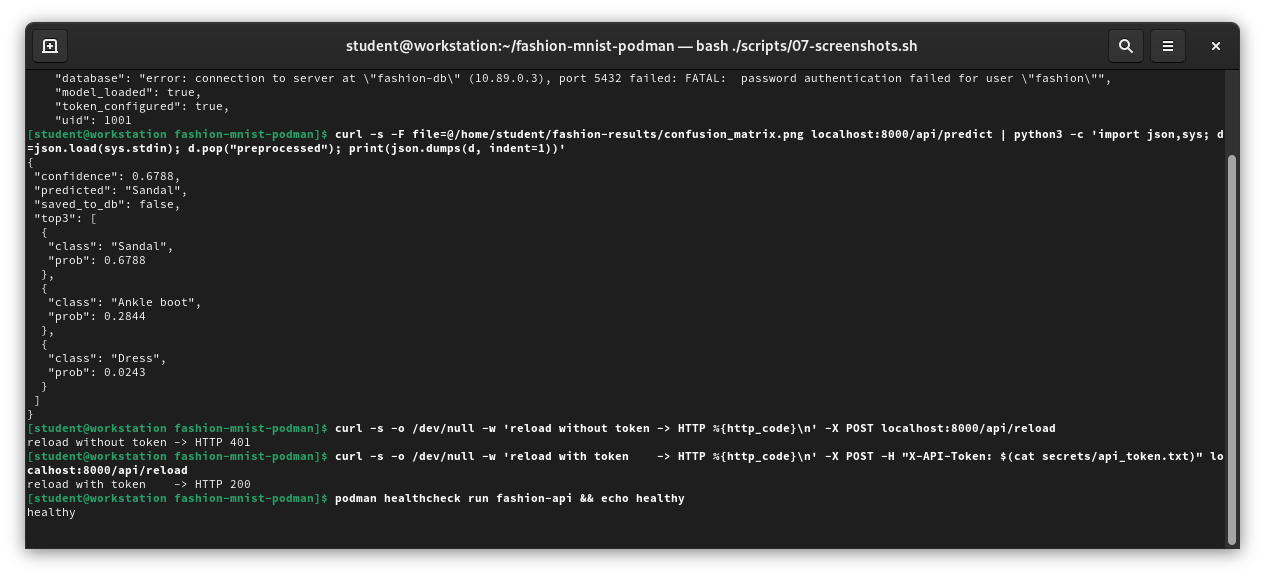 student@workstation:~/fashion-mnist-podman — bash ./scripts/07-screenshots.sh
    "database": "error: connection to server at \"fashion-db\" (10.89.0.3), port 5432 failed: FATAL:  password authentication failed for user \"fashion\"",
    "model_loaded": true,
    "token_configured": true,
    "uid": 1001
[student@workstation fashion-mnist-podman]$ curl -s -F file=@/home/student/fashion-results/confusion_matrix.png localhost:8000/api/predict | python3 -c 'import json,sys; d
=json.load(sys.stdin); d.pop("preprocessed"); print(json.dumps(d, indent=1))'
{
 "confidence": 0.6788,
 "predicted": "Sandal",
 "saved_to_db": false,
 "top3": [
  {
   "class": "Sandal",
   "prob": 0.6788
  },
  {
   "class": "Ankle boot",
   "prob": 0.2844
  },
  {
   "class": "Dress",
   "prob": 0.0243
  }
 ]
}
[student@workstation fashion-mnist-podman]$ curl -s -o /dev/null -w 'reload without token -> HTTP %{http_code}\n' -X POST localhost:8000/api/reload
reload without token -> HTTP 401
[student@workstation fashion-mnist-podman]$ curl -s -o /dev/null -w 'reload with token    -> HTTP %{http_code}\n' -X POST -H "X-API-Token: $(cat secrets/api_token.txt)" lo
calhost:8000/api/reload
reload with token    -> HTTP 200
[student@workstation fashion-mnist-podman]$ podman healthcheck run fashion-api && echo healthy
healthy